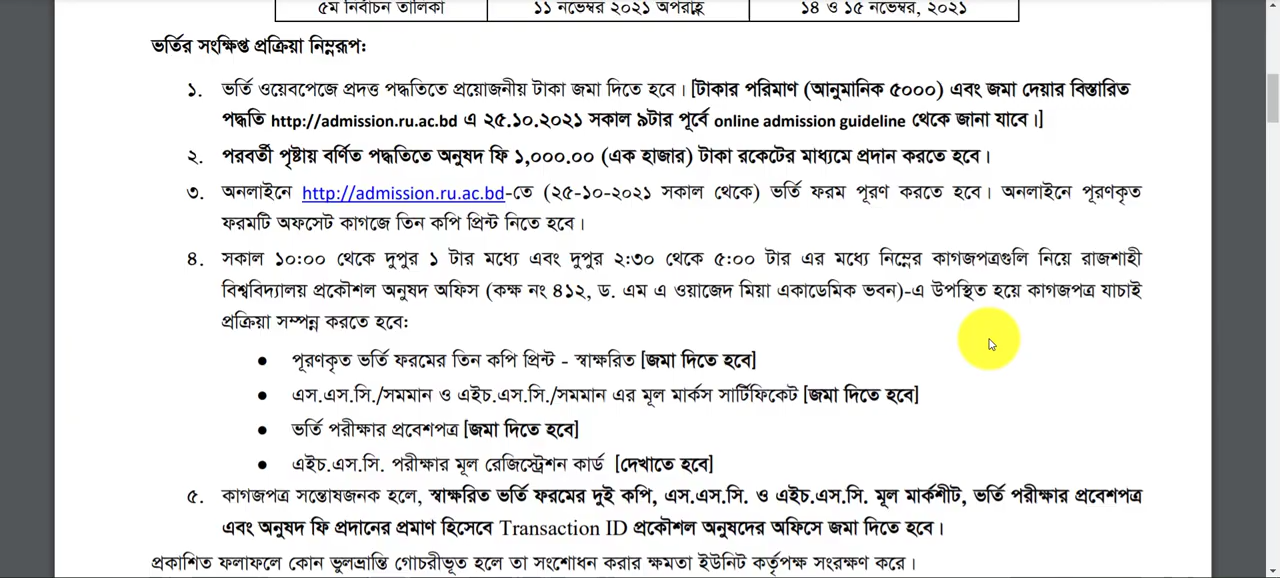 ৫ম নির্বাচন তালিকা ১১ নভেম্বর ২০২১ অপরাহ্ণ ১৪ ও ১৫ নভেম্বর, ২০২১
ভর্তির সংক্ষিপ্ত প্রক্রিয়া নিম্নরূপ:
১. ভর্তি ওয়েবপেজে প্রদত্ত পদ্ধতিতে প্রয়োজনীয় টাকা জমা দিতে হবে। [টাকার পরিমাণ (আনুমানিক ৫০০০) এবং জমা দেয়ার বিস্তারিত
পদ্ধতি http://admission.ru.ac.bd এ ২৫.১০.২০২১ সকাল ৯টার পূর্বে online admission guideline থেকে জানা যাবে।]
২. পরবর্তী পৃষ্টায় বর্ণিত পদ্ধতিতে অনুষদ ফি ১,০০০.০০ (এক হাজার) টাকা রকেটের মাধ্যমে প্রদান করতে হবে।
৩. অনলাইনে http://admission.ru.ac.bd-তে (২৫-১০-২০২১ সকাল থেকে) ভর্তি ফরম পূরণ করতে হবে। অনলাইনে পূরণকৃত
ফরমটি অফসেট কাগজে তিন কপি প্রিন্ট নিতে হবে।
৪. সকাল ১০:০০ থেকে দুপুর ১ টার মধ্যে এবং দুপুর ২:৩০ থেকে ৫:০০ টার এর মধ্যে নিম্নের কাগজপত্রগুলি নিয়ে রাজশাহী
বিশ্ববিদ্যালয় প্রকৌশল অনুষদ অফিস (কক্ষ নং ৪১২, ড. এম এ ওয়াজেদ মিয়া একাডেমিক ভবন)-এ উপস্থিত হয়ে কাগজপত্র যাচাই
প্রক্রিয়া সম্পন্ন করতে হবে:
● পূরণকৃত ভর্তি ফরমের তিন কপি প্রিন্ট - স্বাক্ষরিত [জমা দিতে হবে]
● এস.এস.সি./সমমান ও এইচ.এস.সি./সমমান এর মূল মার্কস সার্টিফিকেট [জমা দিতে হবে]
● ভর্তি পরীক্ষার প্রবেশপত্র [জমা দিতে হবে]
● এইচ.এস.সি. পরীক্ষার মূল রেজিস্ট্রেশন কার্ড [দেখাতে হবে]
৫. কাগজপত্র সন্তোষজনক হলে, স্বাক্ষরিত ভর্তি ফরমের দুই কপি, এস.এস.সি. ও এইচ.এস.সি. মূল মার্কশীট, ভর্তি পরীক্ষার প্রবেশপত্র
এবং অনুষদ ফি প্রদানের প্রমাণ হিসেবে Transaction ID প্রকৌশল অনুষদের অফিসে জমা দিতে হবে।
প্রকাশিত ফলাফলে কোন ভুলভ্রান্তি গোচরীভূত হলে তা সংশোধন করার ক্ষমতা ইউনিট কর্তৃপক্ষ সংরক্ষণ করে।